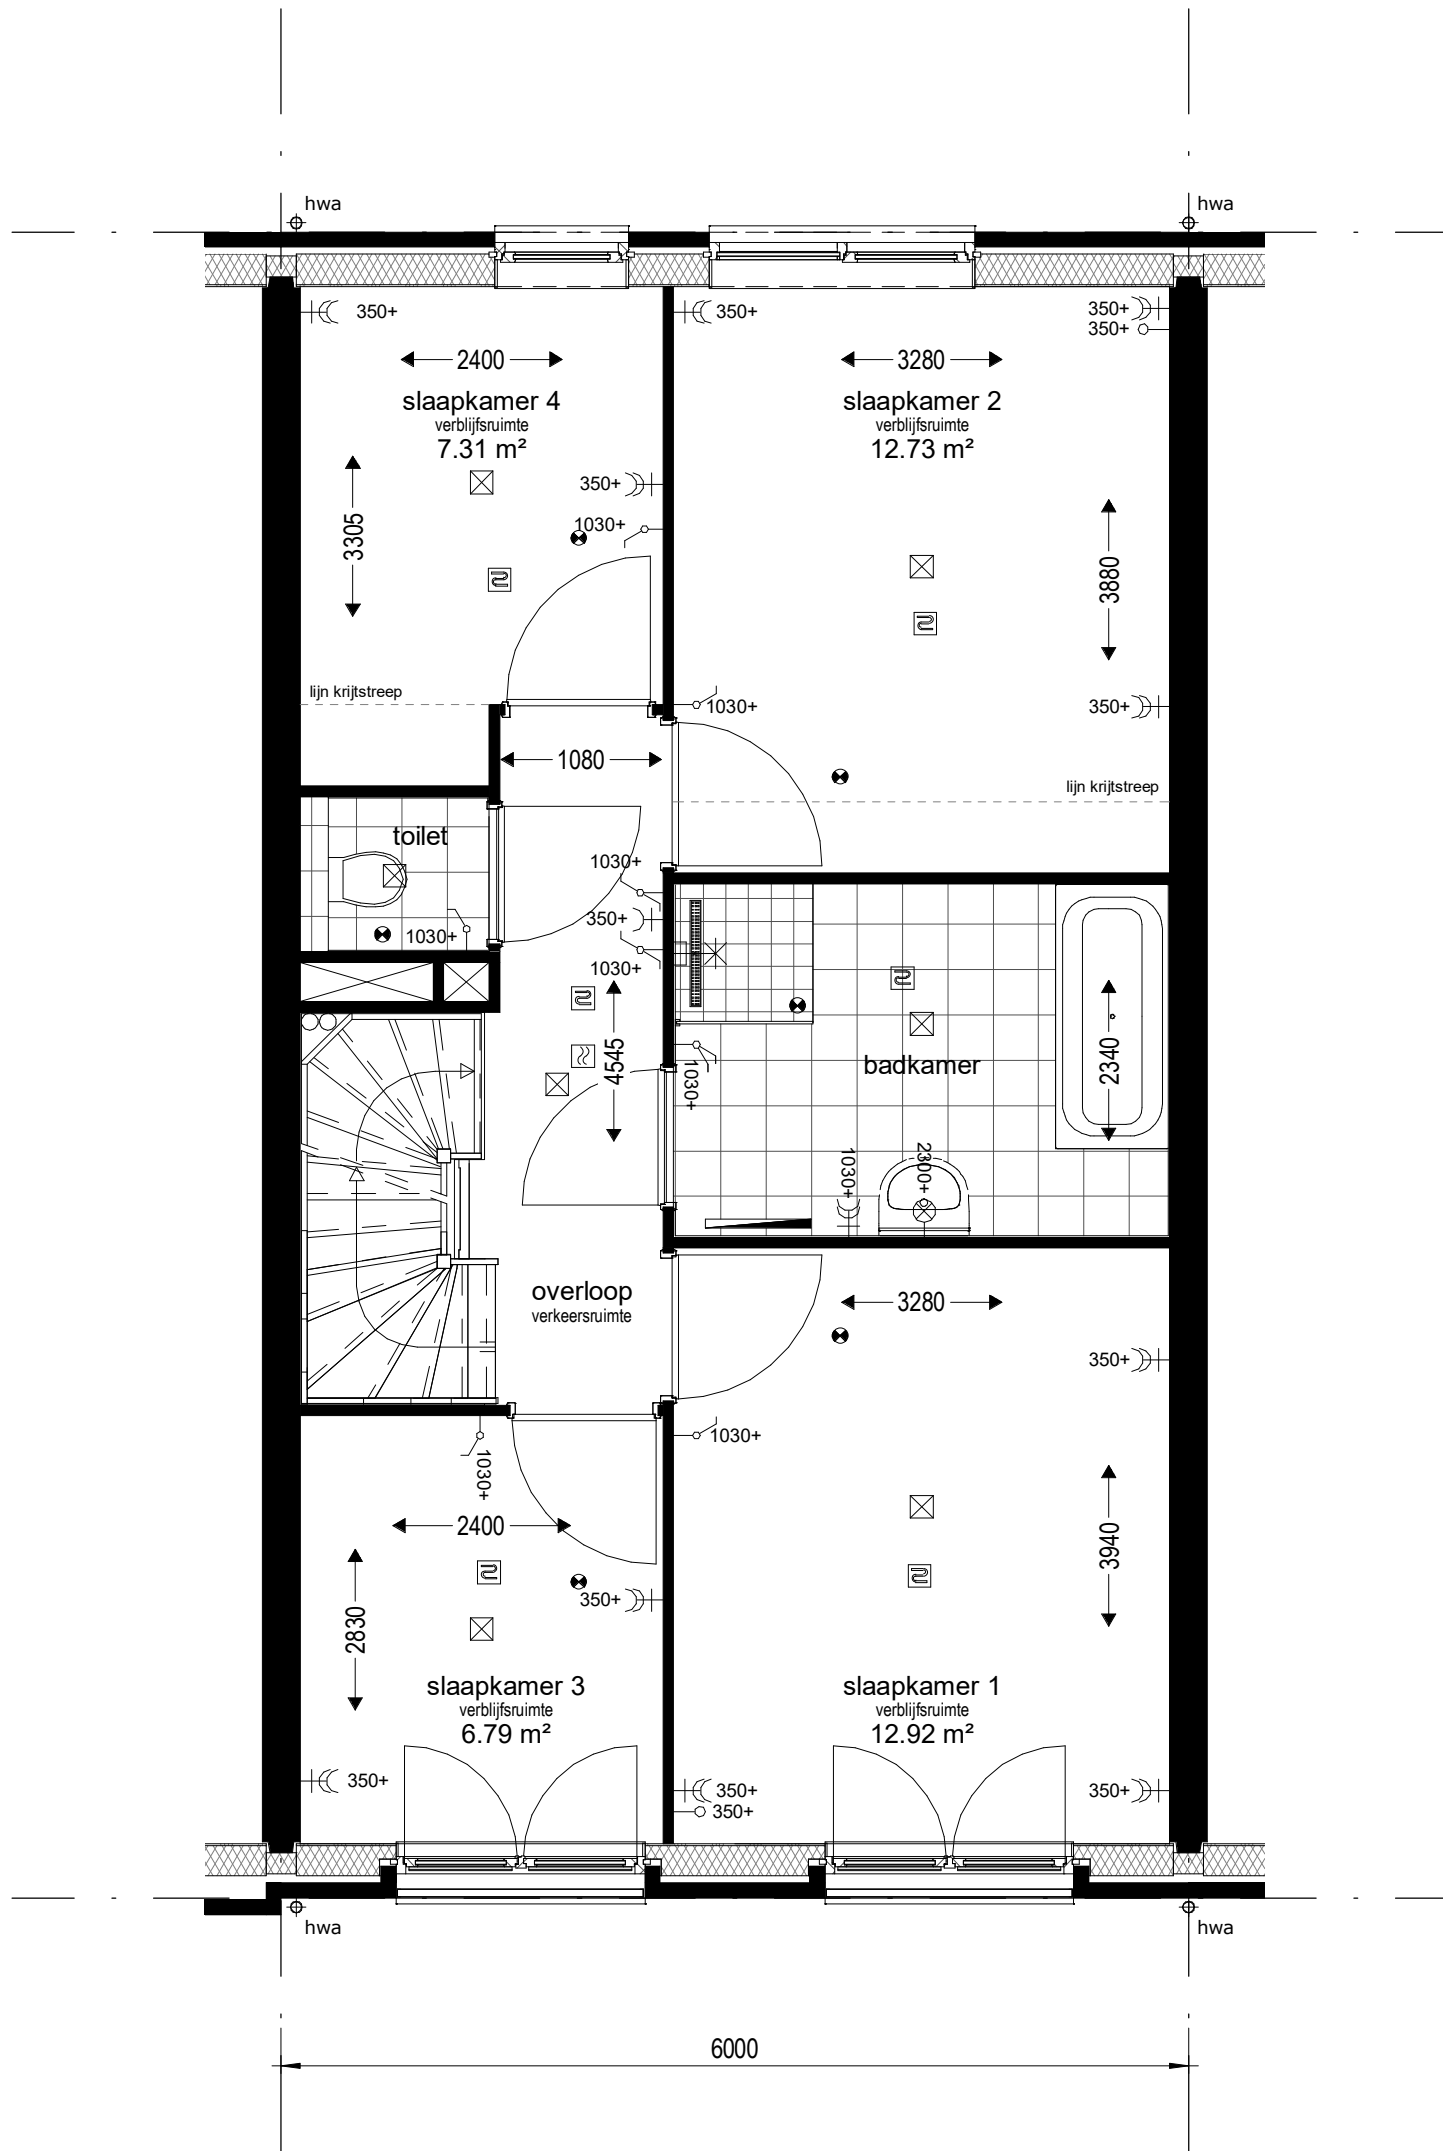 hwa
hwa
350+
350+
350+
350+
2400
3280
slaapkamer 4
verblijfsruimte
7.31 m²
slaapkamer 2
verblijfsruimte
12.73 m²
350+
1030+
3305
3880
lijn krijtstreep
1030+
350+
1080
lijn krijtstreep
toilet
1030+
350+
1030+
1030+
4545
badkamer
2340
1030+
1030+
2300+
overloop
verkeersruimte
3280
350+
1030+
1030+
2400
3940
350+
2830
slaapkamer 3
verblijfsruimte
6.79 m²
slaapkamer 1
verblijfsruimte
12.92 m²
350+
350+
350+
350+
hwa
hwa
6000